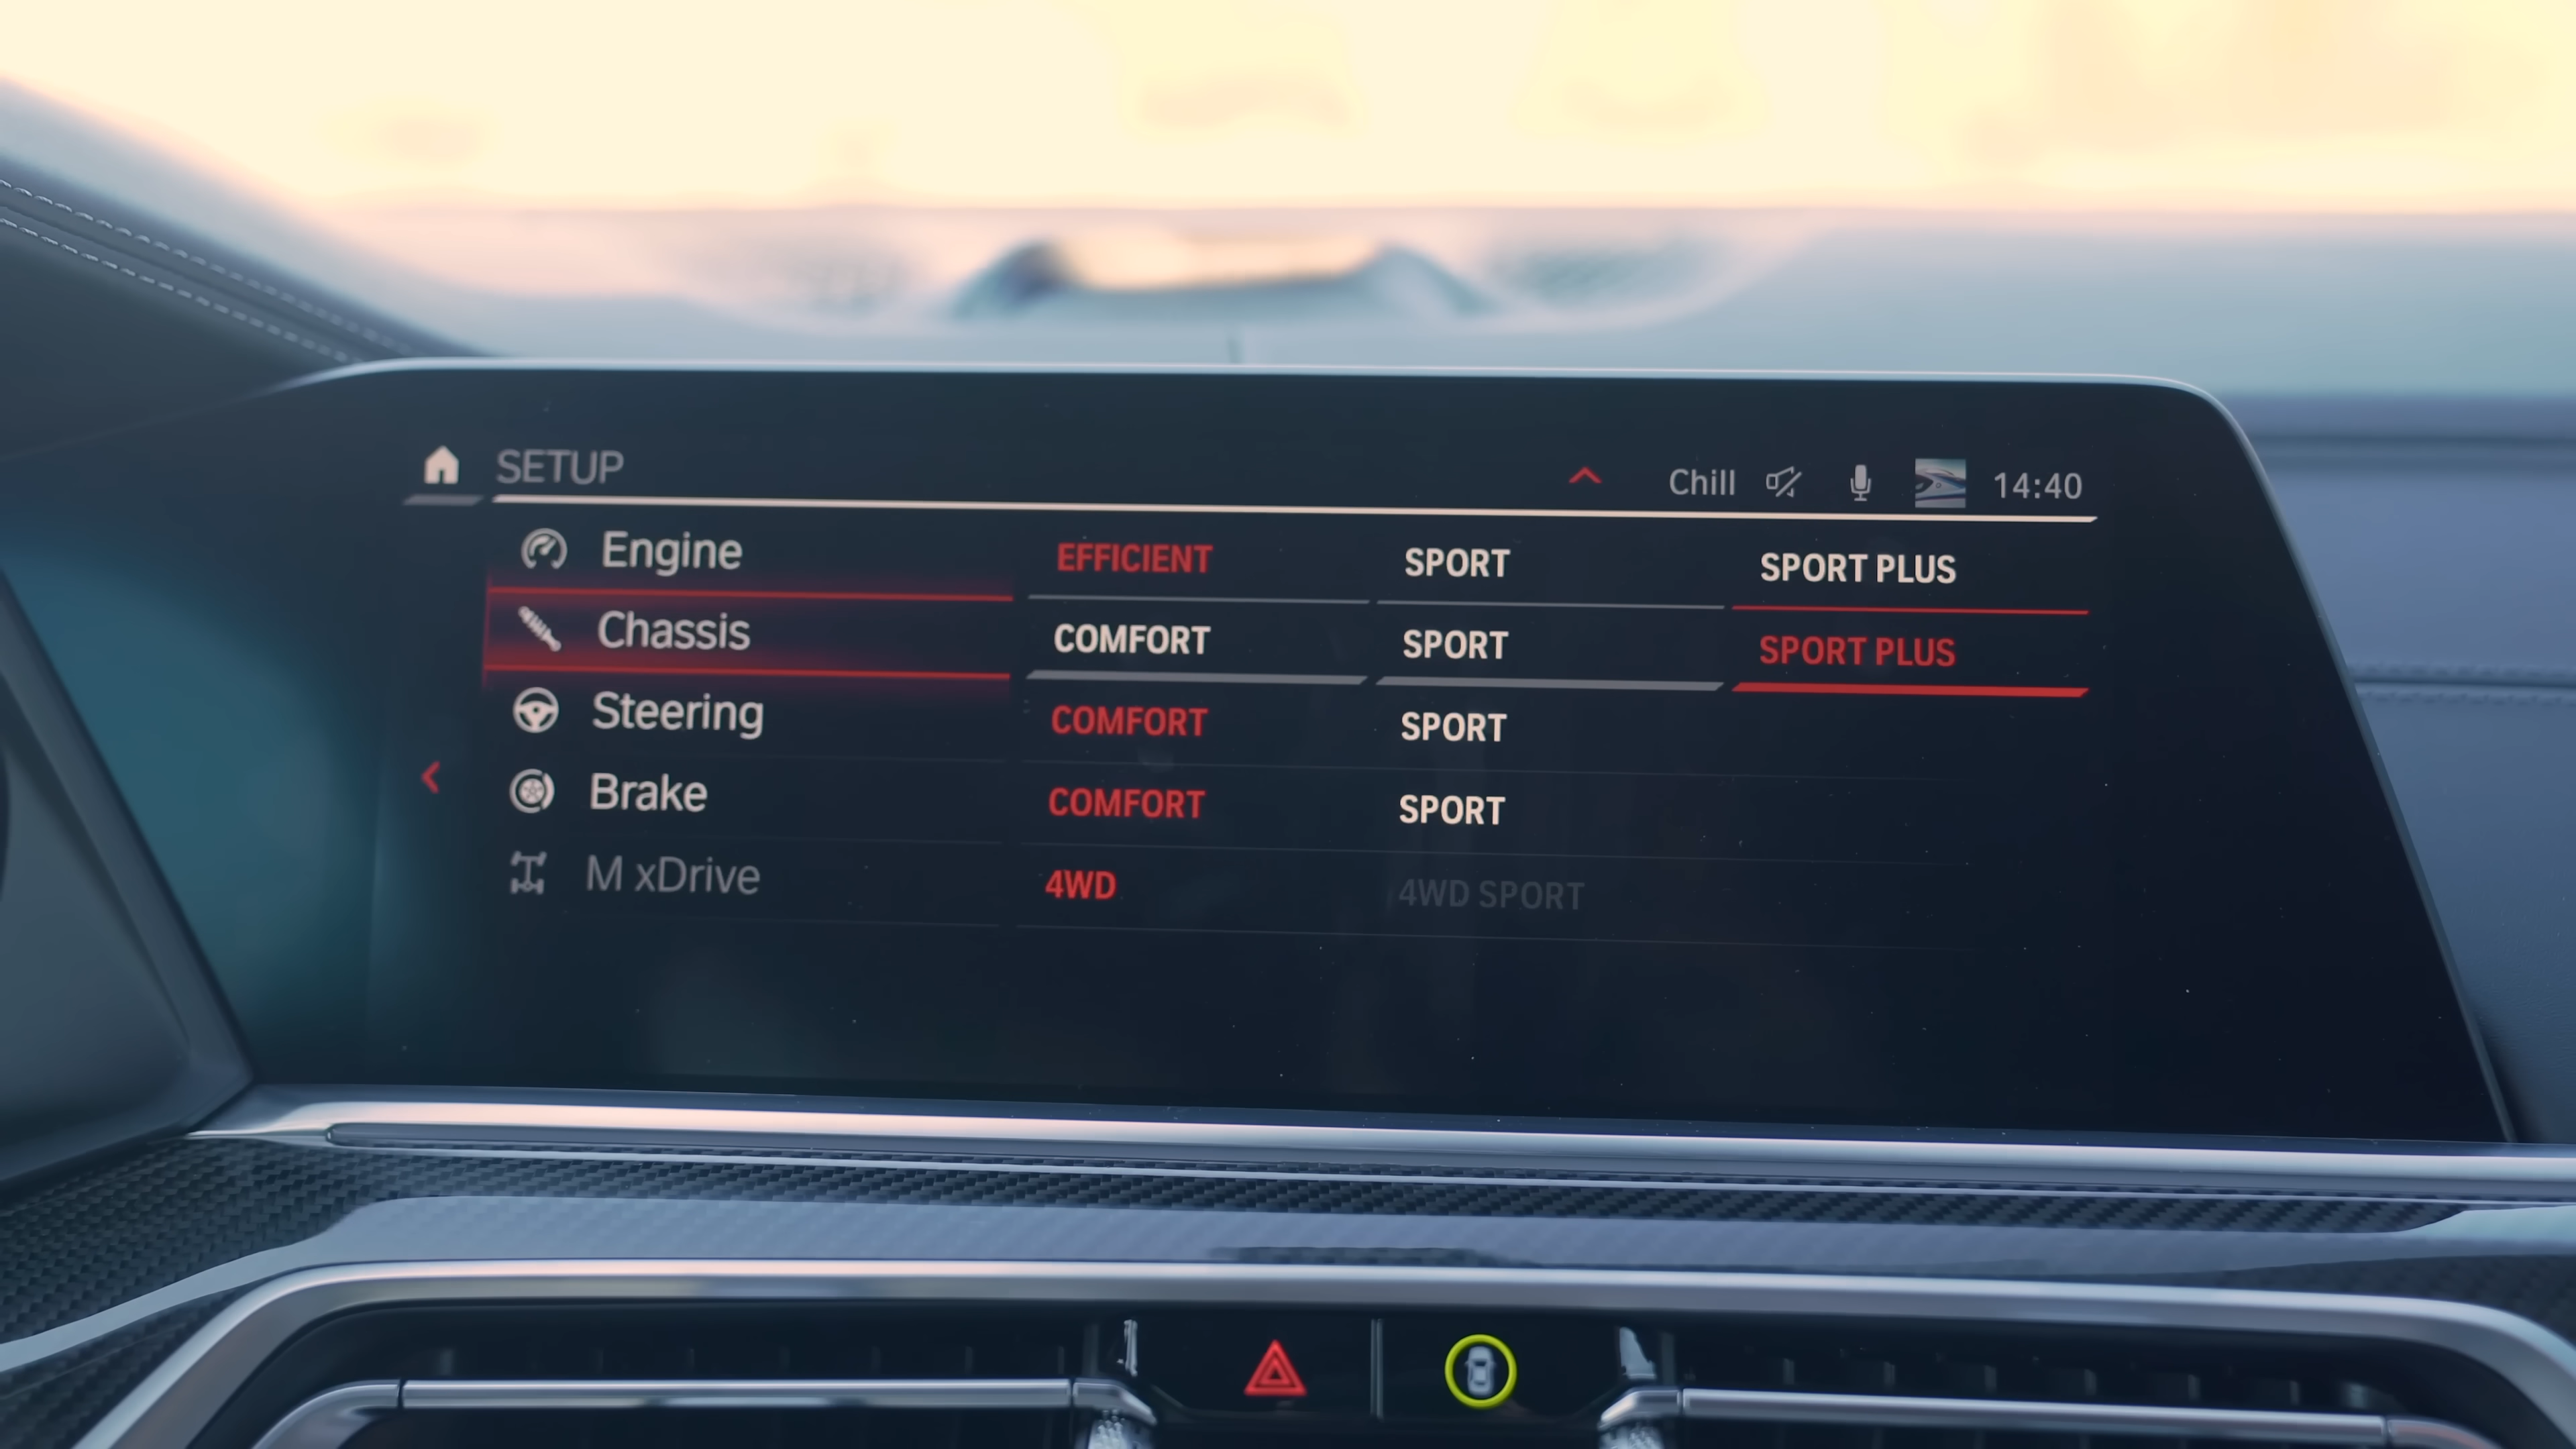 SETUP Chill 14:40
Engine EFFICIENT SPORT SPORT PLUS
Chassis COMFORT SPORT SPORT PLUS
Steering COMFORT SPORT
Brake COMFORT SPORT
M xDrive 4WD 4WD SPORT